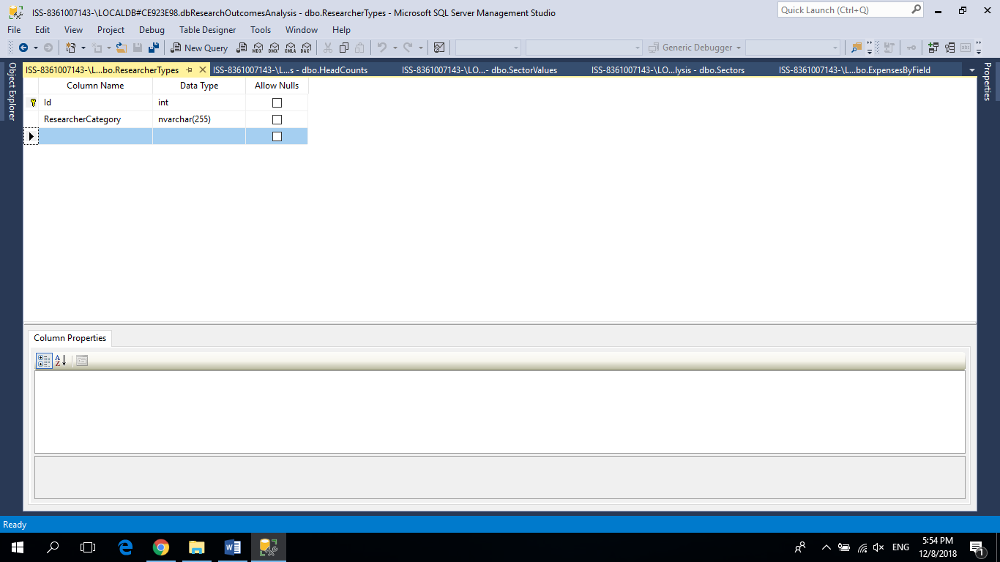 ISS-8361007143-\LOCALDB#CE923E98.dbResearchOutcomesAnalysis - dbo.ResearcherTypes - Microsoft SQL Server Management Studio
Quick Launch (Ctrl+Q)
File Edit View Project Debug Table Designer Tools Window Help
New Query MDX DMX XMLA DAX Generic Debugger
Object Explorer
ISS-8361007143-\L...bo.ResearcherTypes ISS-8361007143-\L...s - dbo.HeadCounts ISS-8361007143-\LO...- dbo.SectorValues ISS-8361007143-\LO...lysis - dbo.Sectors ISS-8361007143-\L...bo.ExpensesByField
Properties
Column Name Data Type Allow Nulls
Id int
ResearcherCategory nvarchar(255)
Column Properties
A
Z
Ready
ENG
5:54 PM
12/8/2018
1